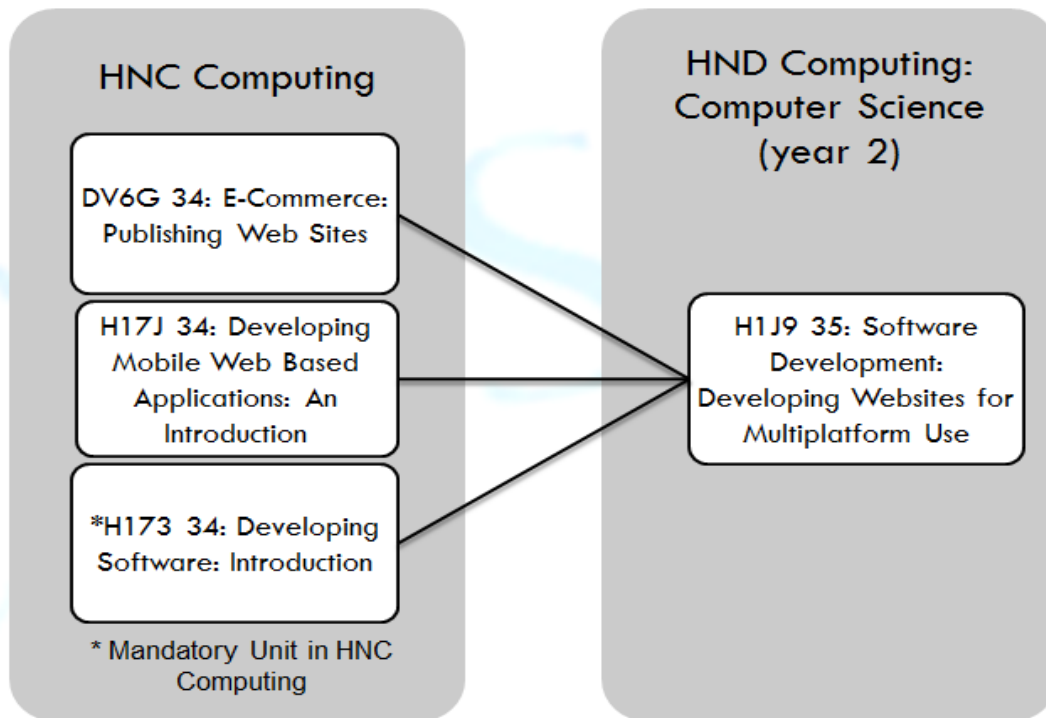 HNC Computing
DV6G 34: E-Commerce:
Publishing Web Sites
H17J 34: Developing
Mobile Web Based
Applications: An
Introduction
*H173 34: Developing
Software: Introduction
* Mandatory Unit in HNC
Computing
HND Computing:
Computer Science
(year 2)
H1J9 35: Software
Development:
Developing Websites for
Multiplatform Use